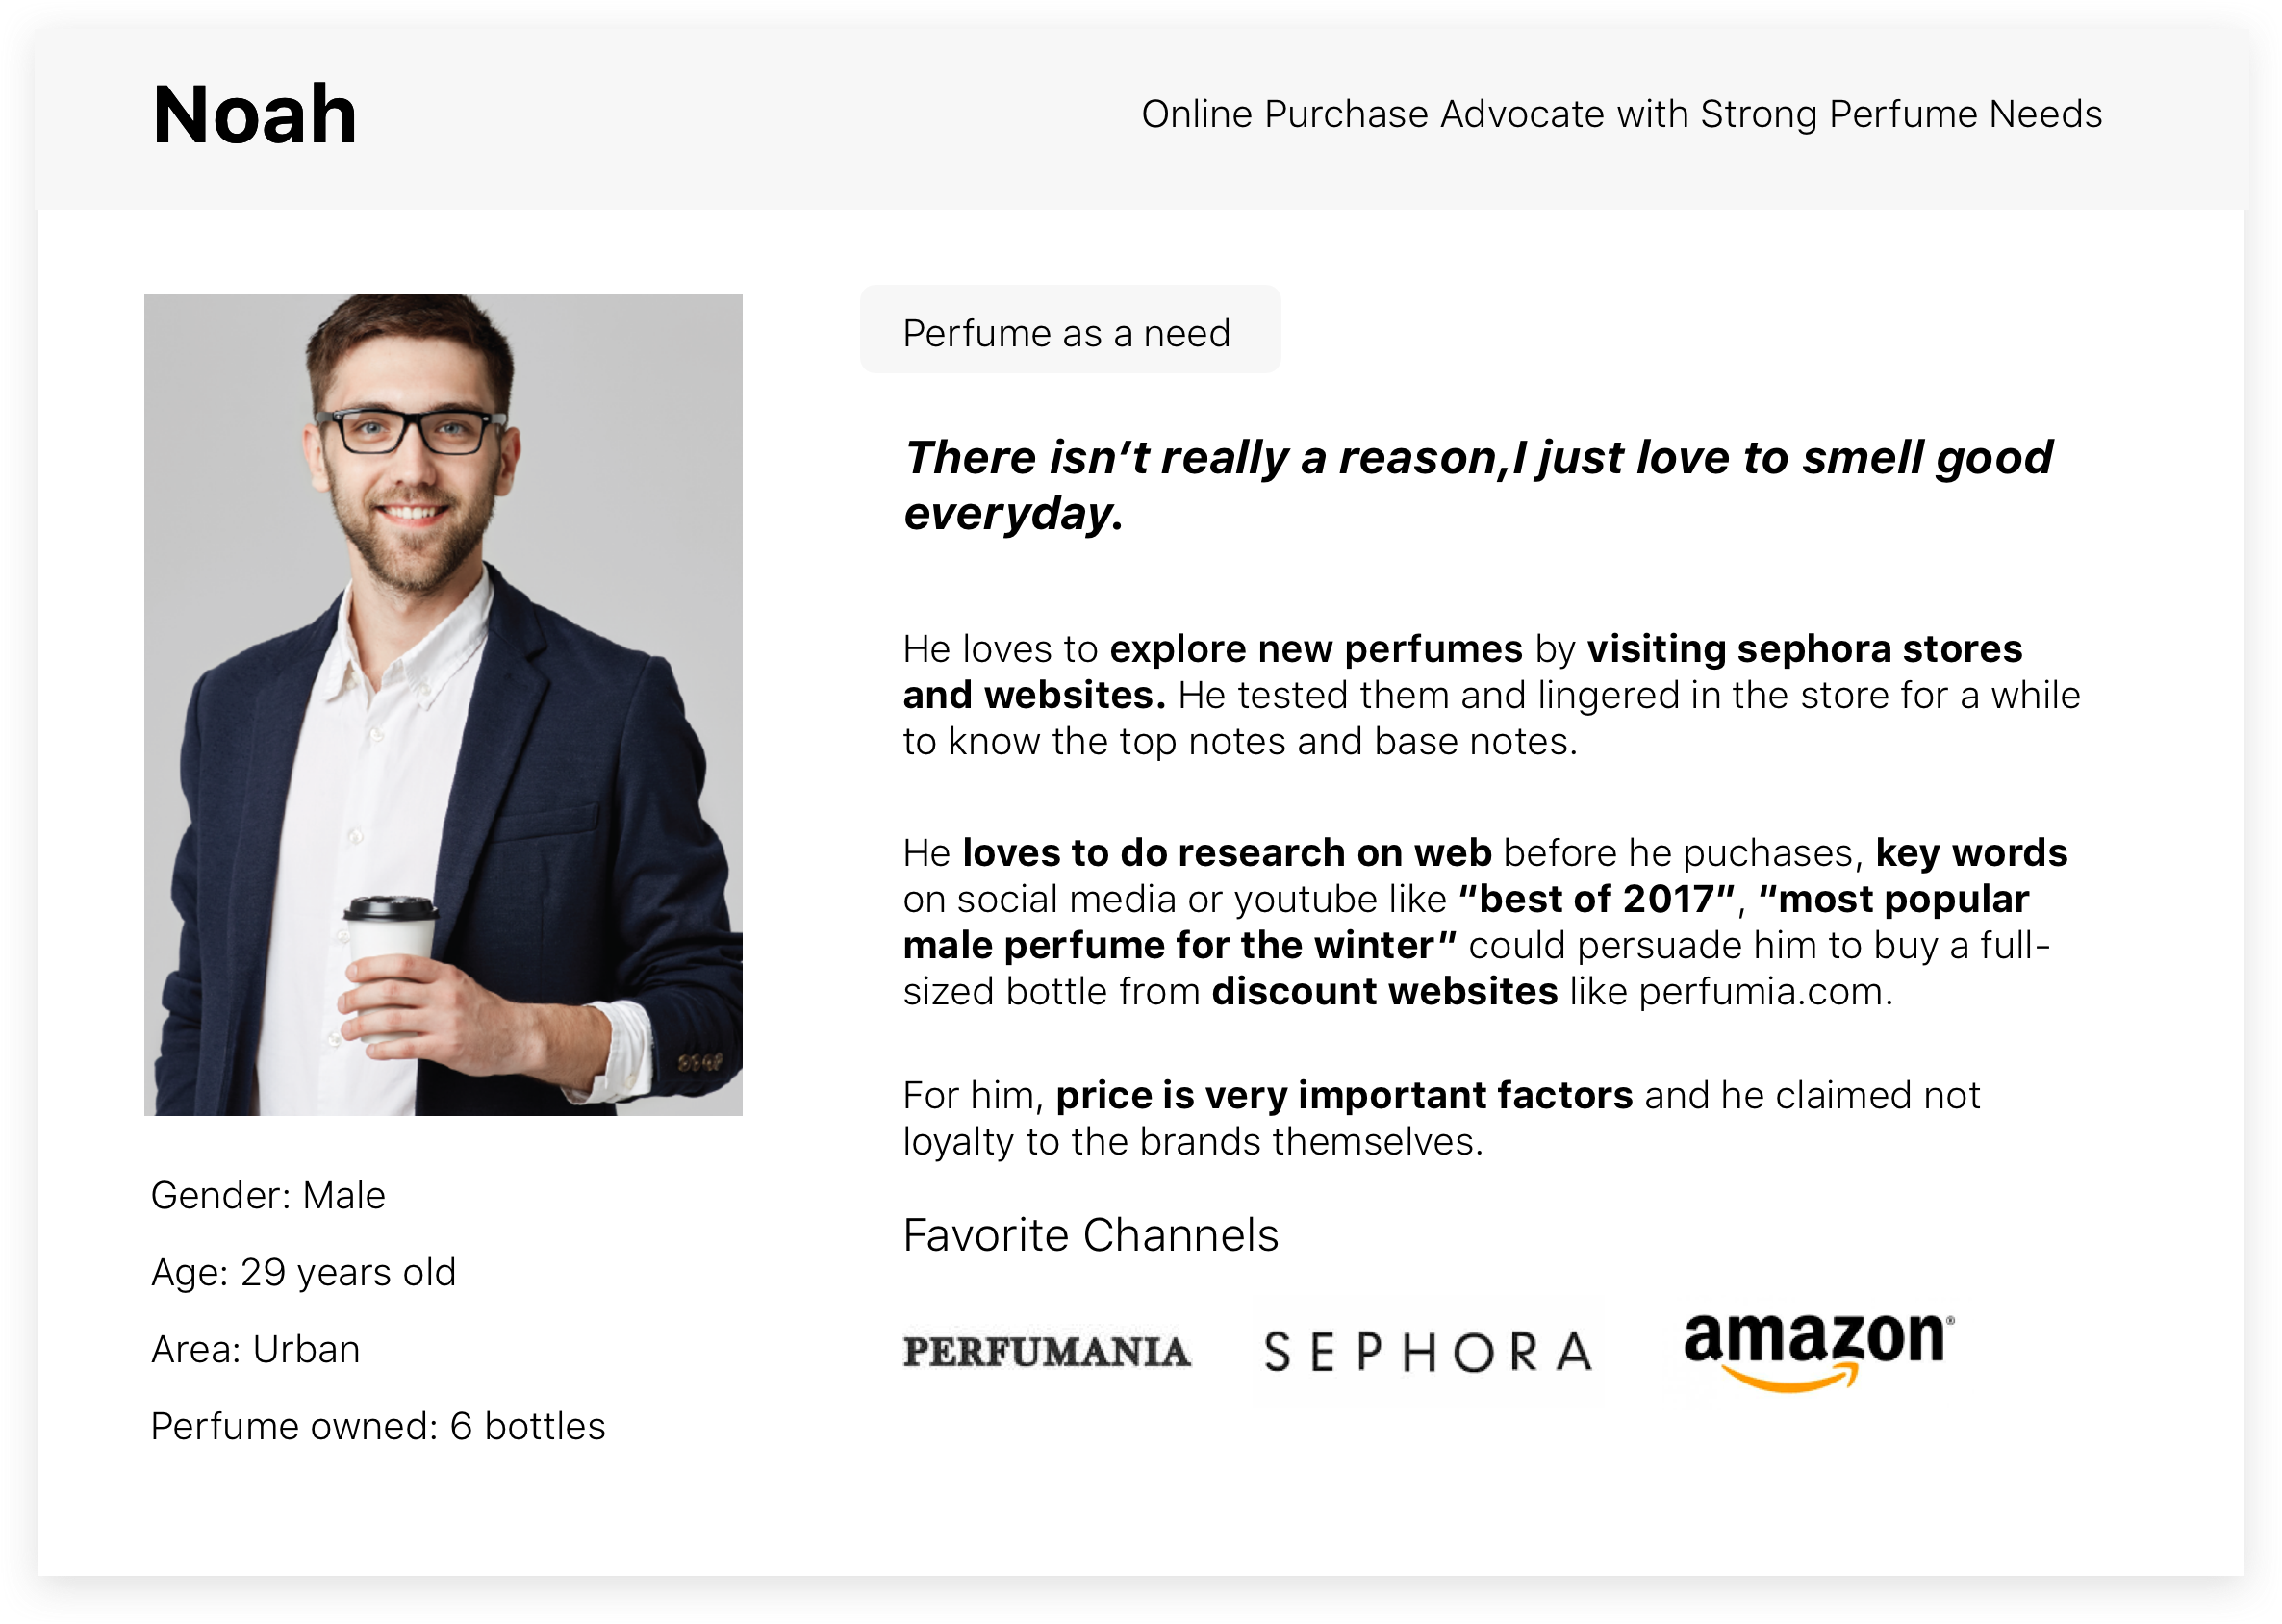 Noah
Online Purchase Advocate with Strong Perfume Needs
Perfume as a need
There isn’t really a reason,I just love to smell good
everyday.
He loves to explore new perfumes by visiting sephora stores
and websites. He tested them and lingered in the store for a while
to know the top notes and base notes.
He loves to do research on web before he puchases, key words
on social media or youtube like “best of 2017”, “most popular
male perfume for the winter” could persuade him to buy a full-
sized bottle from discount websites like perfumia.com.
For him, price is very important factors and he claimed not
loyalty to the brands themselves.
Favorite Channels
PERFUMANIA SEPHORA amazon®
Gender: Male
Age: 29 years old
Area: Urban
Perfume owned: 6 bottles